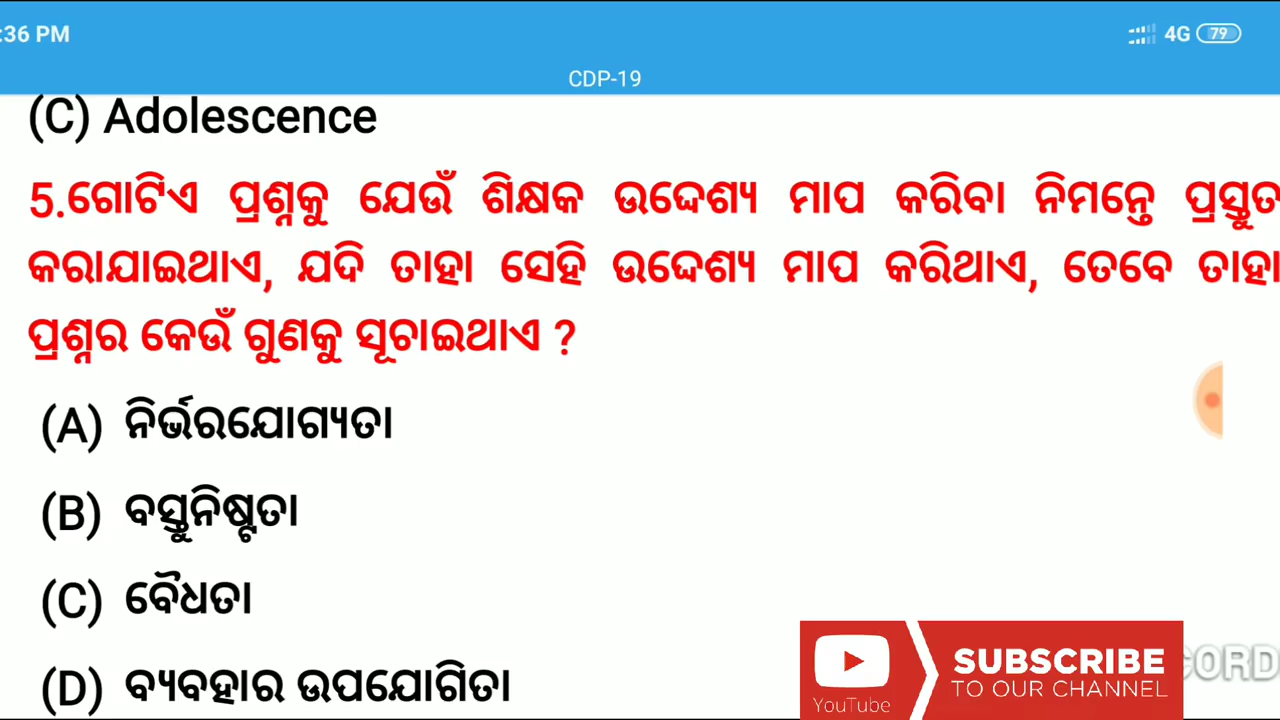 :36 PM
4G 79
CDP-19
(C) Adolescence
5.ଗୋଟିଏ ପ୍ରଶ୍ନକୁ ଯେଉଁ ଶିକ୍ଷକ ଉଦ୍ଦେଶ୍ୟ ମାପ କରିବା ନିମନ୍ତେ ପ୍ରସ୍ତୁତ
କରାଯାଇଥାଏ, ଯଦି ତାହା ସେହି ଉଦ୍ଦେଶ୍ୟ ମାପ କରିଥାଏ, ତେବେ ତାହା
ପ୍ରଶ୍ନର କେଉଁ ଗୁଣକୁ ସୂଚାଇଥାଏ ?
(A) ନିର୍ଭରଯୋଗ୍ୟତା
(B) ବସ୍ତୁନିଷ୍ଟତା
(C) ବୈଧତା
(D) ବ୍ୟବହାର ଉପଯୋଗିତା
SUBSCRIBE
TO OUR CHANNEL
YouTube